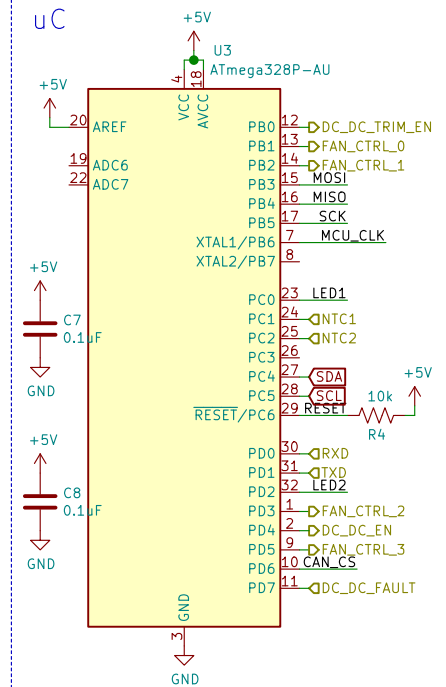 uC
+5V
U3
ATmega328P-AU
4
18
VCC
AVCC
+5V
20 AREF
19 ADC6
22 ADC7
PB0 12 DC_DC_TRIM_EN
PB1 13 FAN_CTRL_0
PB2 14 FAN_CTRL_1
PB3 15 MOSI
PB4 16 MISO
PB5 17 SCK
XTAL1/PB6 7 MCU_CLK
XTAL2/PB7 8
+5V
C7
0.1uF
GND
PC0 23 LED1
PC1 24 NTC1
PC2 25 NTC2
PC3 26
PC4 27 SDA
PC5 28 SCL
RESET/PC6 29 RESET
10k
R4
+5V
+5V
C8
0.1uF
GND
PD0 30 RXD
PD1 31 TXD
PD2 32 LED2
PD3 1 FAN_CTRL_2
PD4 2 DC_DC_EN
PD5 9 FAN_CTRL_3
PD6 10 CAN_CS
PD7 11 DC_DC_FAULT
GND
3
GND